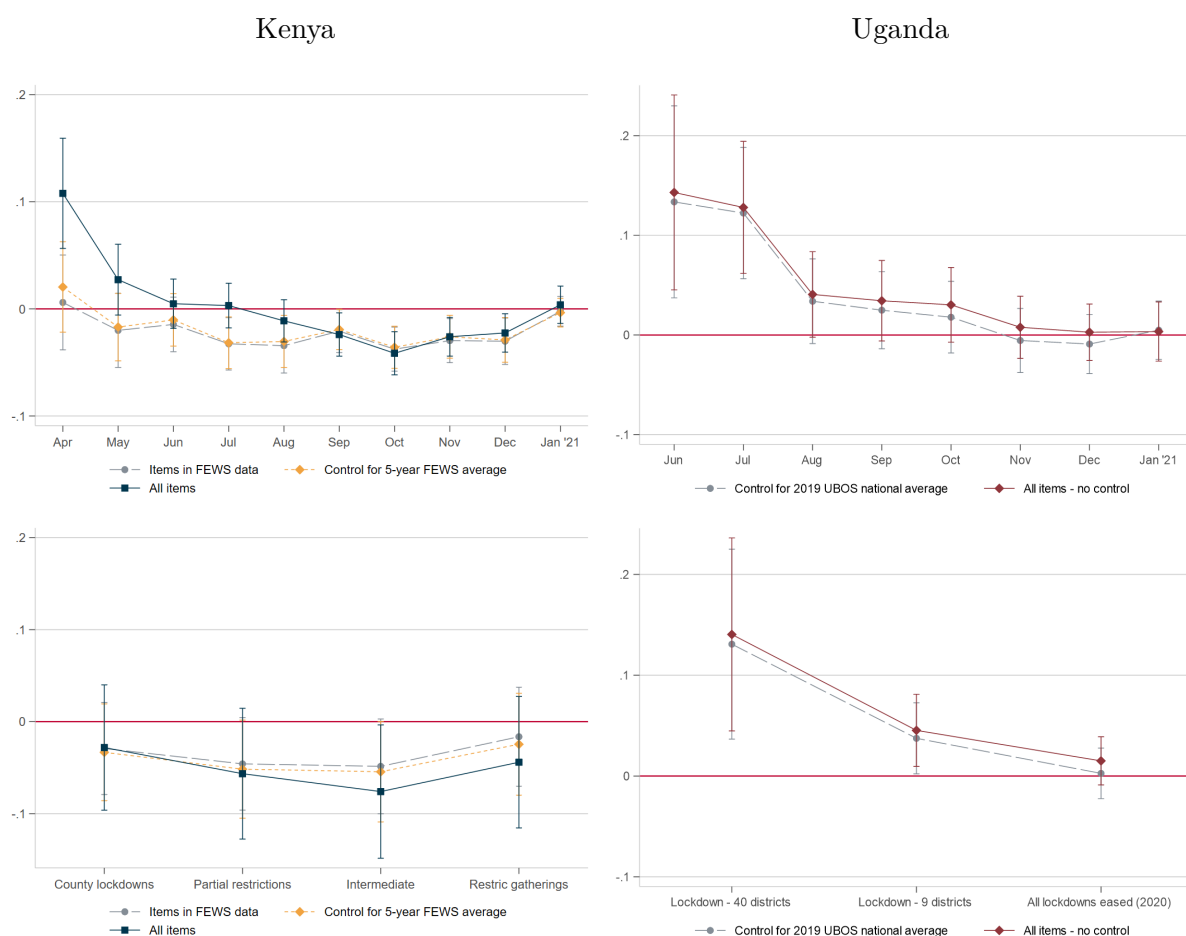 Kenya
Uganda
.2
.1
0
-.1
Apr May Jun Jul Aug Sep Oct Nov Dec Jan '21
Items in FEWS data Control for 5-year FEWS average
All items
.2
.1
0
-.1
Jun Jul Aug Sep Oct Nov Dec Jan '21
Control for 2019 UBOS national average All items - no control
.2
.1
0
-.1
County lockdowns Partial restrictions Intermediate Restric gatherings
Items in FEWS data Control for 5-year FEWS average
All items
.2
.1
0
-.1
Lockdown - 40 districts Lockdown - 9 districts All lockdowns eased (2020)
Control for 2019 UBOS national average All items - no control